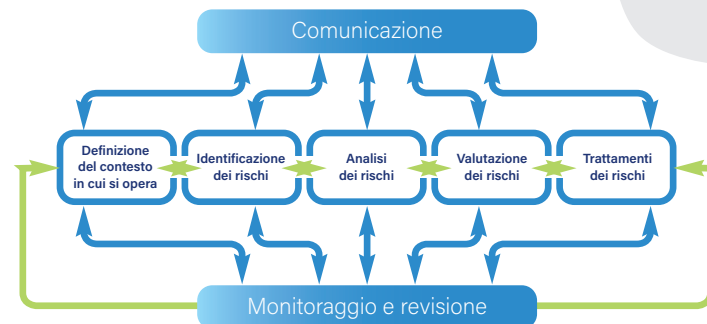 Comunicazione
Definizione
del contesto
in cui si opera
Identificazione
dei rischi
Analisi
dei rischi
Valutazione
dei rischi
Trattamenti
dei rischi
Monitoraggio e revisione